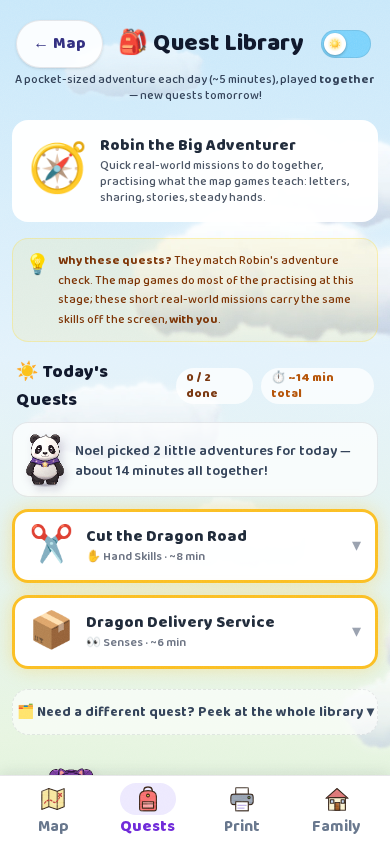 ← Map
🎒 Quest Library
A pocket-sized adventure each day (~5 minutes), played together
— new quests tomorrow!
Robin the Big Adventurer
Quick real-world missions to do together,
practising what the map games teach: letters,
sharing, stories, steady hands.
💡 Why these quests? They match Robin's adventure
check. The map games do most of the practising at this
stage; these short real-world missions carry the same
skills off the screen, with you.
☀️ Today's
Quests
0 / 2
done
⏱️ ~14 min
total
Noel picked 2 little adventures for today —
about 14 minutes all together!
Cut the Dragon Road
✋ Hand Skills · ~8 min
▼
Dragon Delivery Service
👀 Senses · ~6 min
▼
🗂️ Need a different quest? Peek at the whole library ▾
Map
Quests
Print
Family